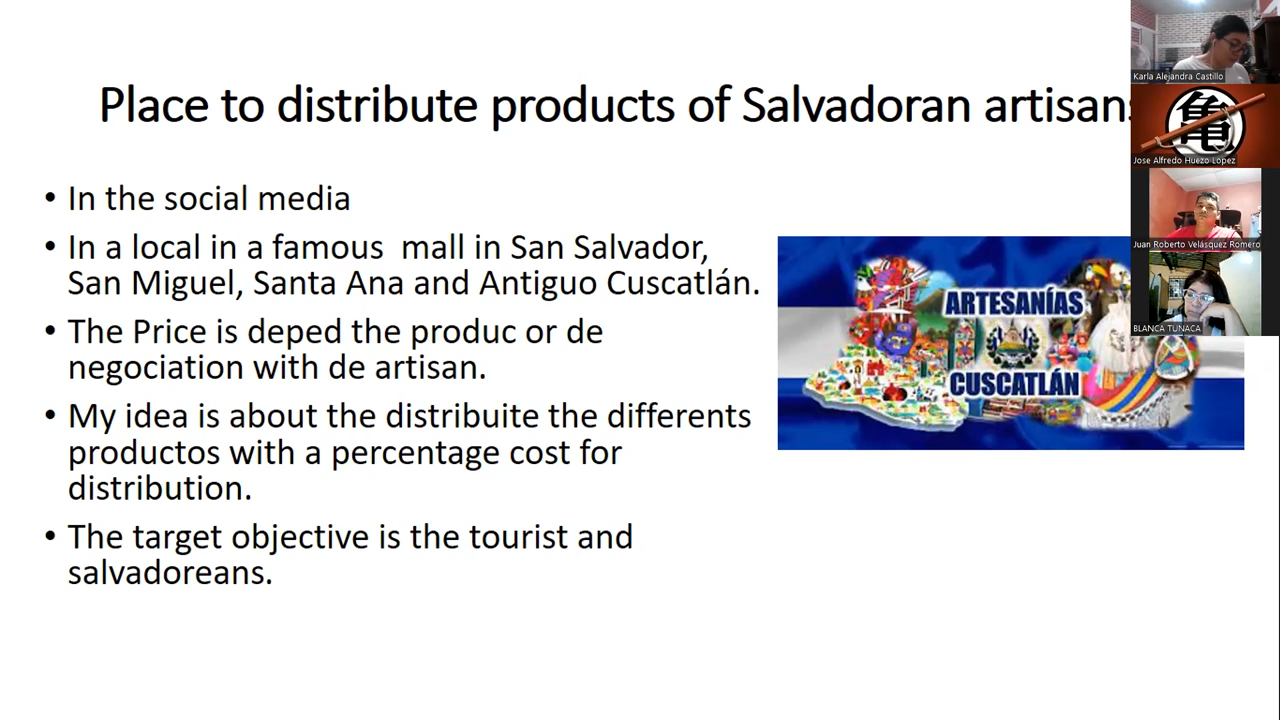 Place to distribute products of Salvadoran artisans
• In the social media
• In a local in a famous mall in San Salvador,
San Miguel, Santa Ana and Antiguo Cuscatlán.
• The Price is deped the produc or de
negociation with de artisan.
• My idea is about the distribuite the differents
productos with a percentage cost for
distribution.
• The target objective is the tourist and
salvadoreans.
ARTESANÍAS
CUSCATLÁN
Karla Alejandra Castillo
亀
Jose Alfredo Huezo Lopez
Juan Roberto Velásquez Romero
BLANCA TUNACA